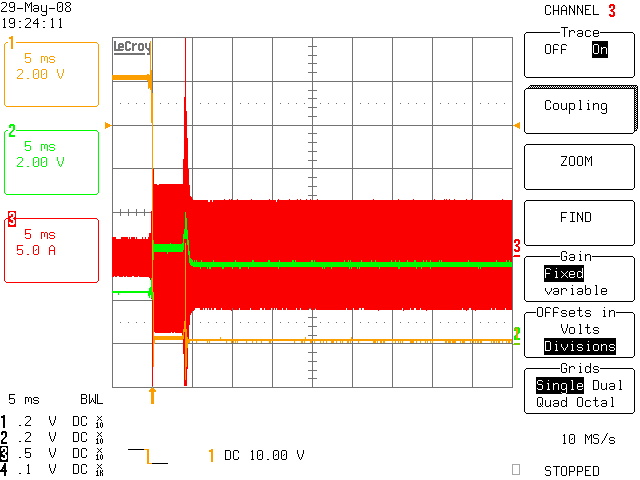 29-May-08
19:24:11
CHANNEL 3
Trace
OFF On
Coupling
ZOOM
FIND
Gain
Fixed
variable
Offsets in
Volts
Divisions
Grids
Single Dual
Quad Octal
1
5 ms
2.00 V
2
5 ms
2.00 V
3
5 ms
5.0 A
LeCroy
3
2
5 ms BWL
1 .2 V DC X10
2 .2 V DC X10
3 .5 V DC X10
4 .1 V DC
1 DC 10.00 V
10 MS/s
STOPPED